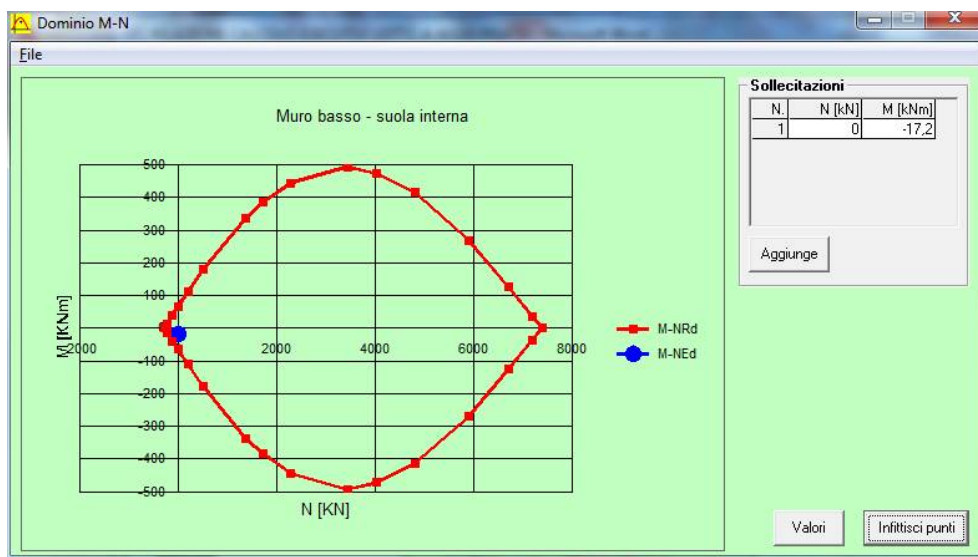 Dominio M-N
File
Muro basso - suola interna
500
400
300
200
100
-100
-200
-300
-400
-500
M [KNm]
2000
0
2000
4000
6000
8000
N [KN]
M-NRd
M-NEd
Sollecitazioni
N. N [kN] M [kNm]
1 0 -17,2
Aggiunge
Valori
Infittisci punti